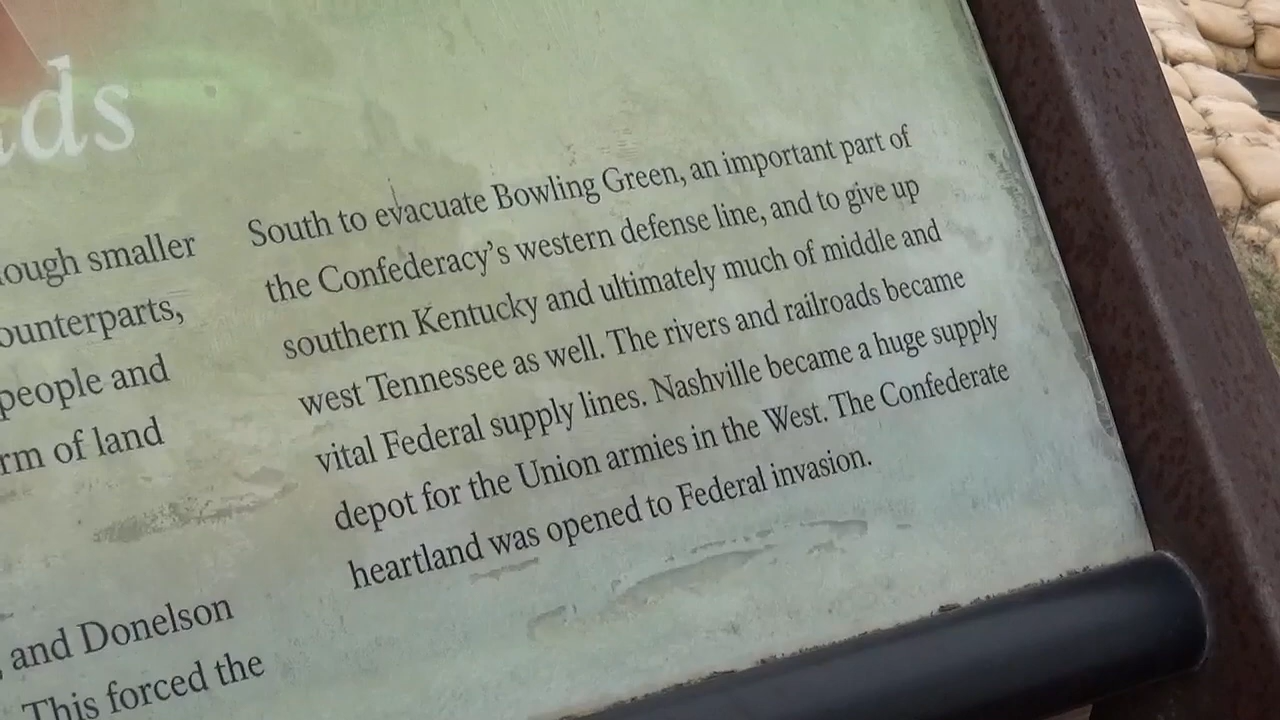 ough smaller
ounterparts,
people and
rm of land
and Donelson
This forced the
South to evacuate Bowling Green, an important part of
the Confederacy's western defense line, and to give up
southern Kentucky and ultimately much of middle and
west Tennessee as well. The rivers and railroads became
vital Federal supply lines. Nashville became a huge supply
depot for the Union armies in the West. The Confederate
heartland was opened to Federal invasion.